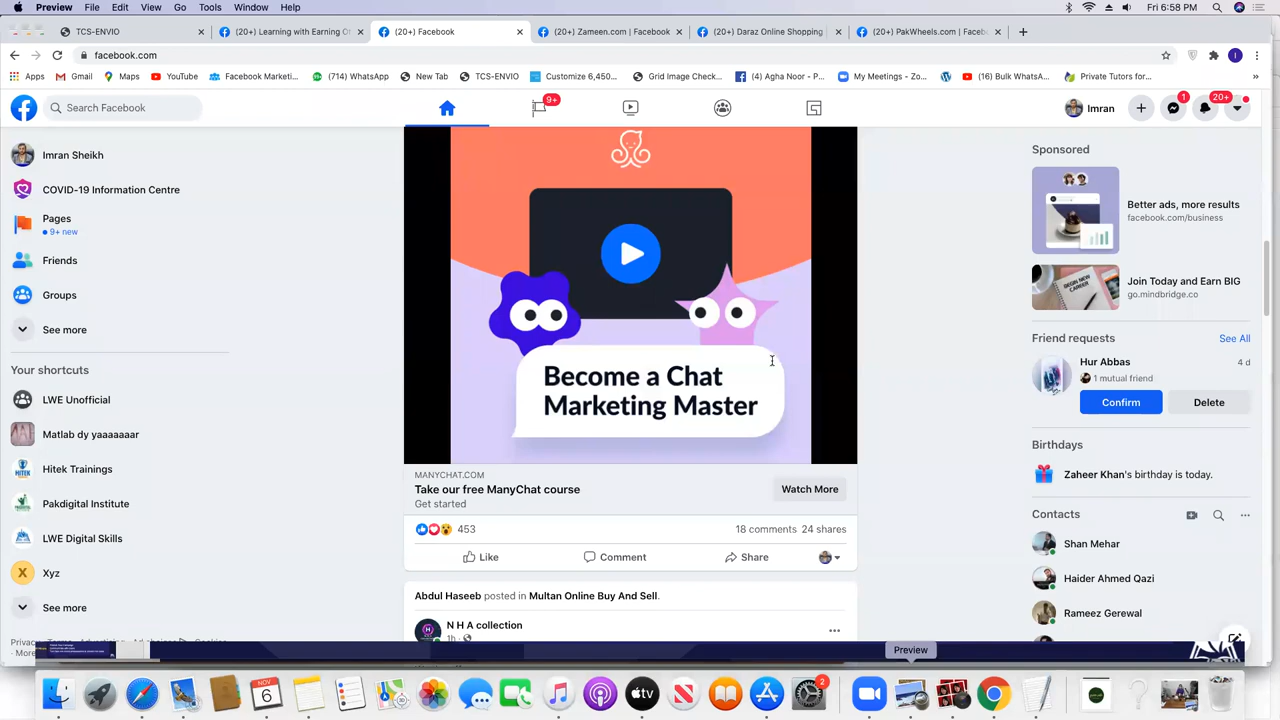 Preview File Edit View Go Tools Window Help Fri 6:58 PM
TCS-ENVIO (20+) Learning with Earning O (20+) Facebook (20+) Zameen.com | Facebook (20+) Daraz Online Shopping (20+) PakWheels.com | Faceb
facebook.com
Apps Gmail Maps YouTube Facebook Marketi... (714) WhatsApp New Tab TCS-ENVIO Customize 6,450... Grid Image Check... (4) Agha Noor - P... My Meetings - Zo... (16) Bulk WhatsA... Private Tutors for...
Search Facebook 9+ Imran 1 20+
Imran Sheikh
COVID-19 Information Centre
Pages
9+ new
Friends
Groups
See more
Your shortcuts
LWE Unofficial
Matlab dy yaaaaaar
Hitek Trainings
Pakdigital Institute
LWE Digital Skills
X Xyz
See more
Become a Chat
Marketing Master
MANYCHAT.COM
Take our free ManyChat course
Get started
Watch More
453 18 comments 24 shares
Like Comment Share
Abdul Haseeb posted in Multan Online Buy And Sell.
N H A collection
1h
Sponsored
Better ads, more results
facebook.com/business
BEGIN NEW CAREER
Join Today and Earn BIG
go.mindbridge.co
Friend requests See All
Hur Abbas 4 d
1 mutual friend
Confirm Delete
Birthdays
Zaheer Khan's birthday is today.
Contacts
Shan Mehar
Haider Ahmed Qazi
Rameez Gerewal
Preview
NOV
6
tv
2